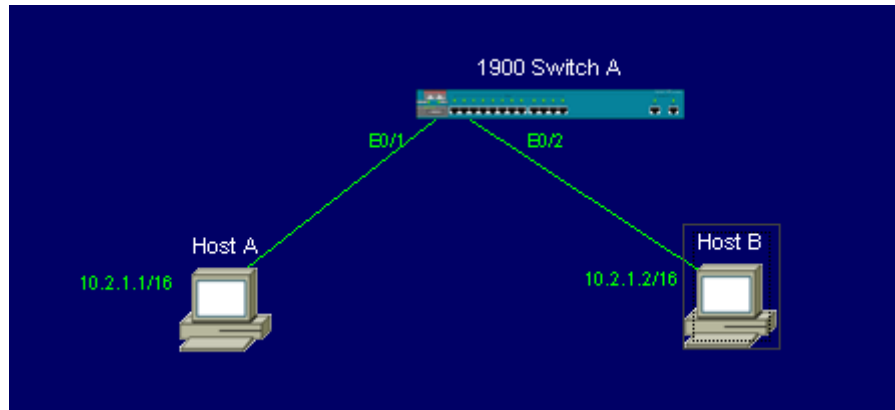 1900 Switch A
E0/1
E0/2
Host A
Host B
10.2.1.1/16
10.2.1.2/16